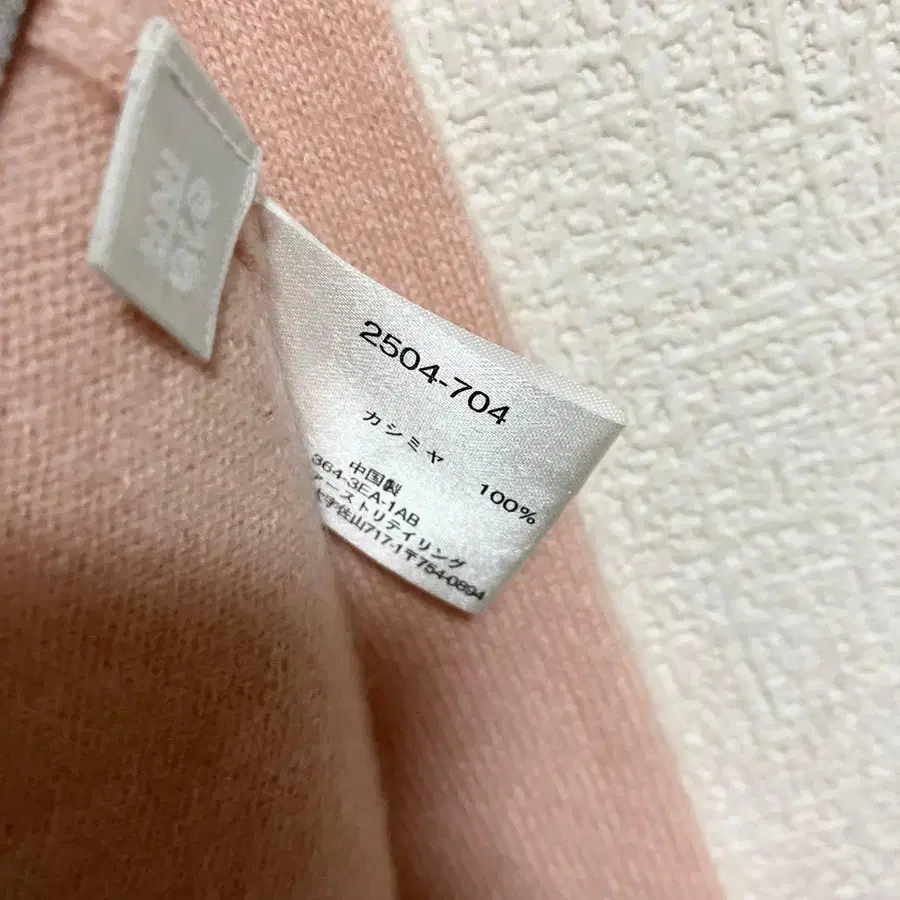 2504-704
カシミヤ
100%
中国製
364-3EA-1AB
ーストリテイリング
字佐山717-1〒754-0894